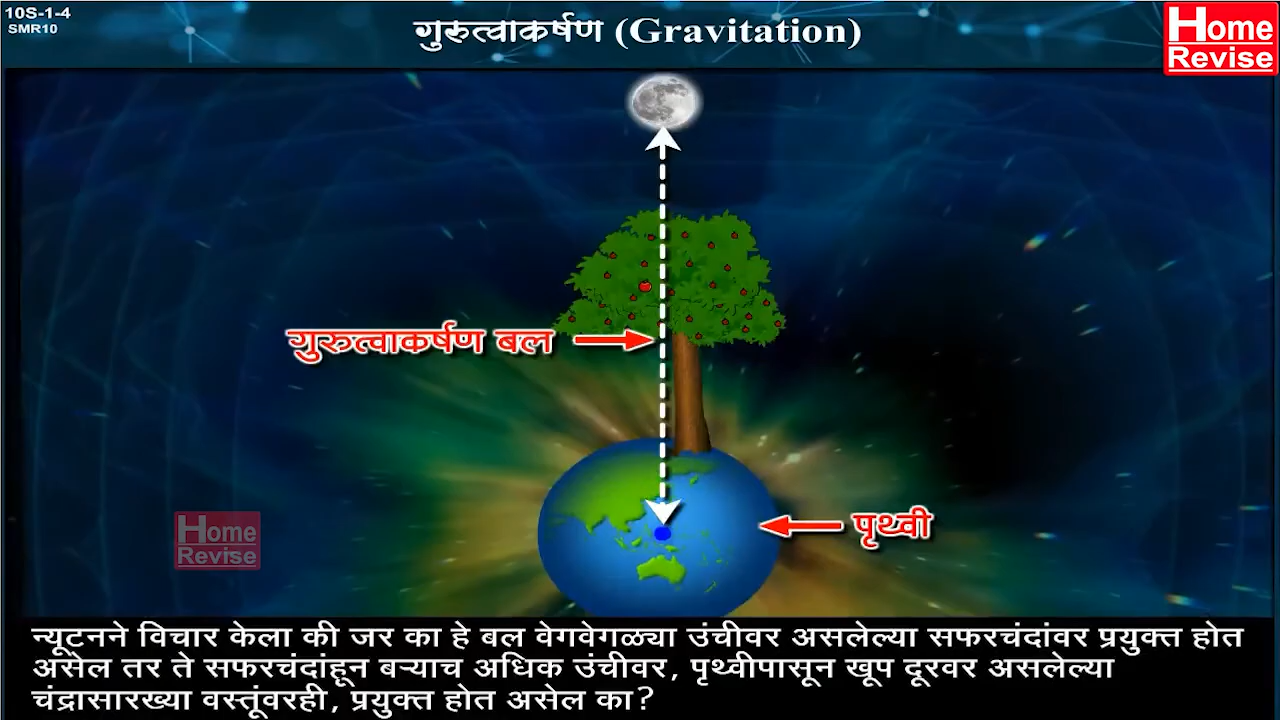 10S-1-4
SMR10
गुरुत्वाकर्षण (Gravitation)
Home
Revise
गुरुत्वाकर्षण बल
पृथ्वी
Home
Revise
न्यूटनने विचार केला की जर का हे बल वेगवेगळ्या उंचीवर असलेल्या सफरचंदांवर प्रयुक्त होत
असेल तर ते सफरचंदांहून बऱ्याच अधिक उंचीवर, पृथ्वीपासून खूप दूरवर असलेल्या
चंद्रासारख्या वस्तूंवरही, प्रयुक्त होत असेल का?